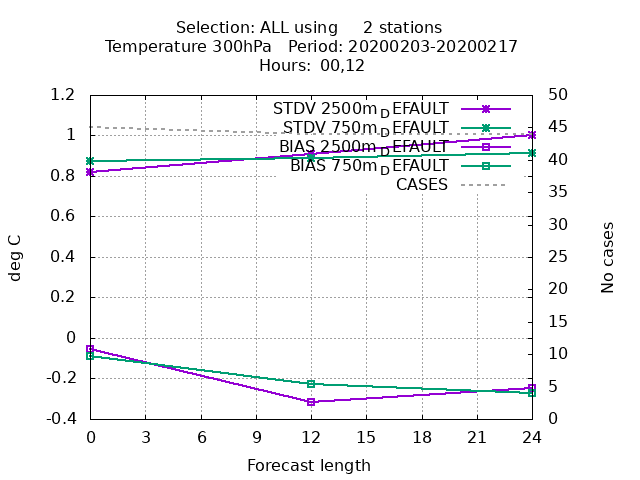 Selection: ALL using 2 stations
Temperature 300hPa Period: 20200203-20200217
Hours: 00,12
1.2
1
0.8
0.6
0.4
0.2
0
-0.2
-0.4
deg C
STDV 2500m_DEFAULT
STDV 750m_DEFAULT
BIAS 2500m_DEFAULT
BIAS 750m_DEFAULT
CASES
50
45
40
35
30
25
20
15
10
5
0
No cases
0 3 6 9 12 15 18 21 24
Forecast length